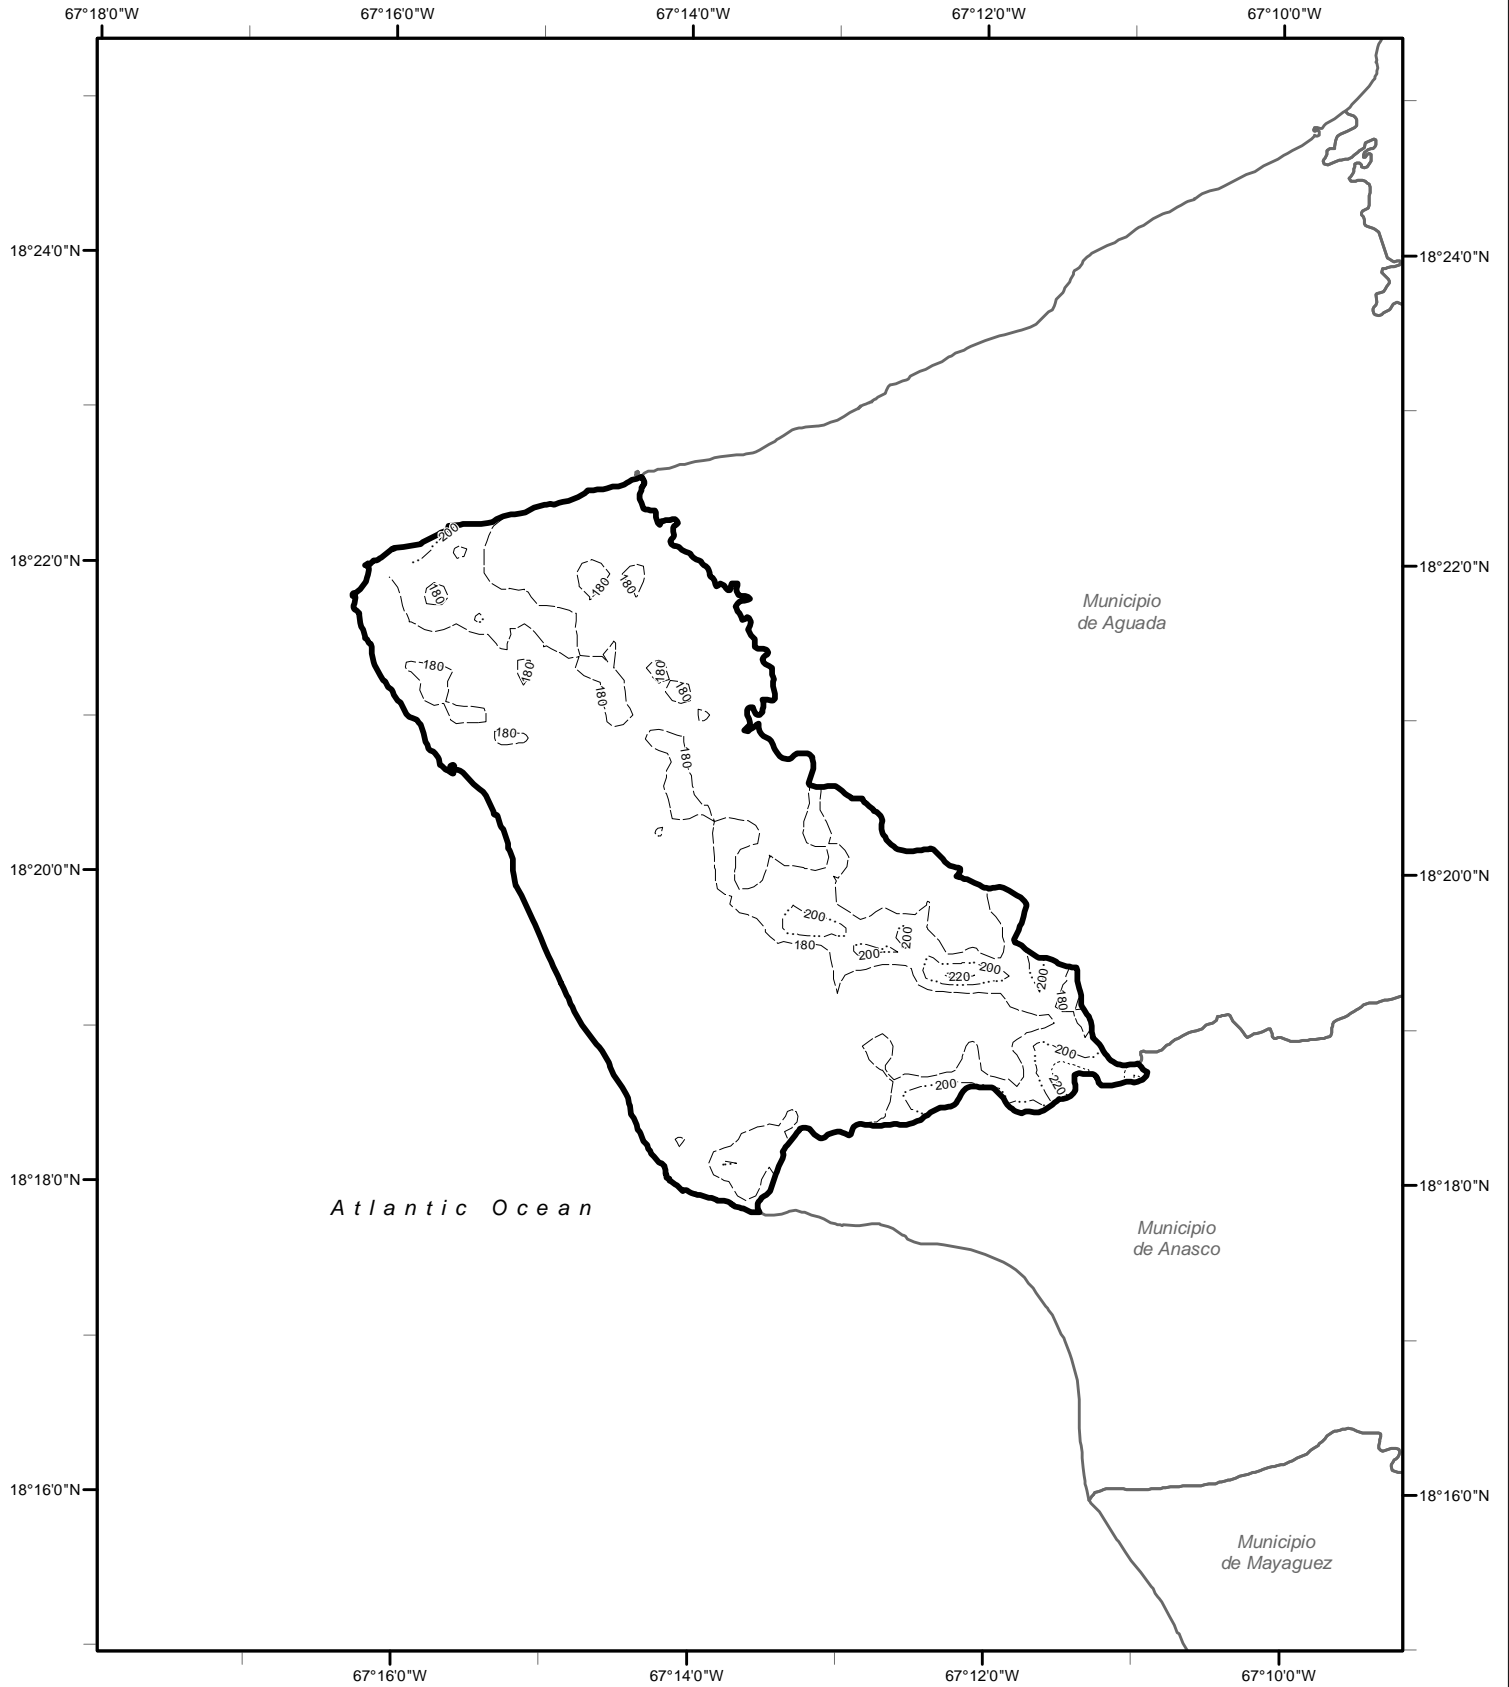 67°18'0"W 67°16'0"W 67°14'0"W 67°12'0"W 67°10'0"W
18°24'0"N 18°24'0"N
200
18°22'0"N 18°22'0"N
180 180 180
Municipio
de Aguada
180 180 180 180 180
180
180
18°20'0"N 18°20'0"N
200
200
180
200
200
220
200
180
200
220
200
18°18'0"N 18°18'0"N
Atlantic Ocean
Municipio
de Anasco
18°16'0"N 18°16'0"N
Municipio
de Mayaguez
67°16'0"W 67°14'0"W 67°12'0"W 67°10'0"W